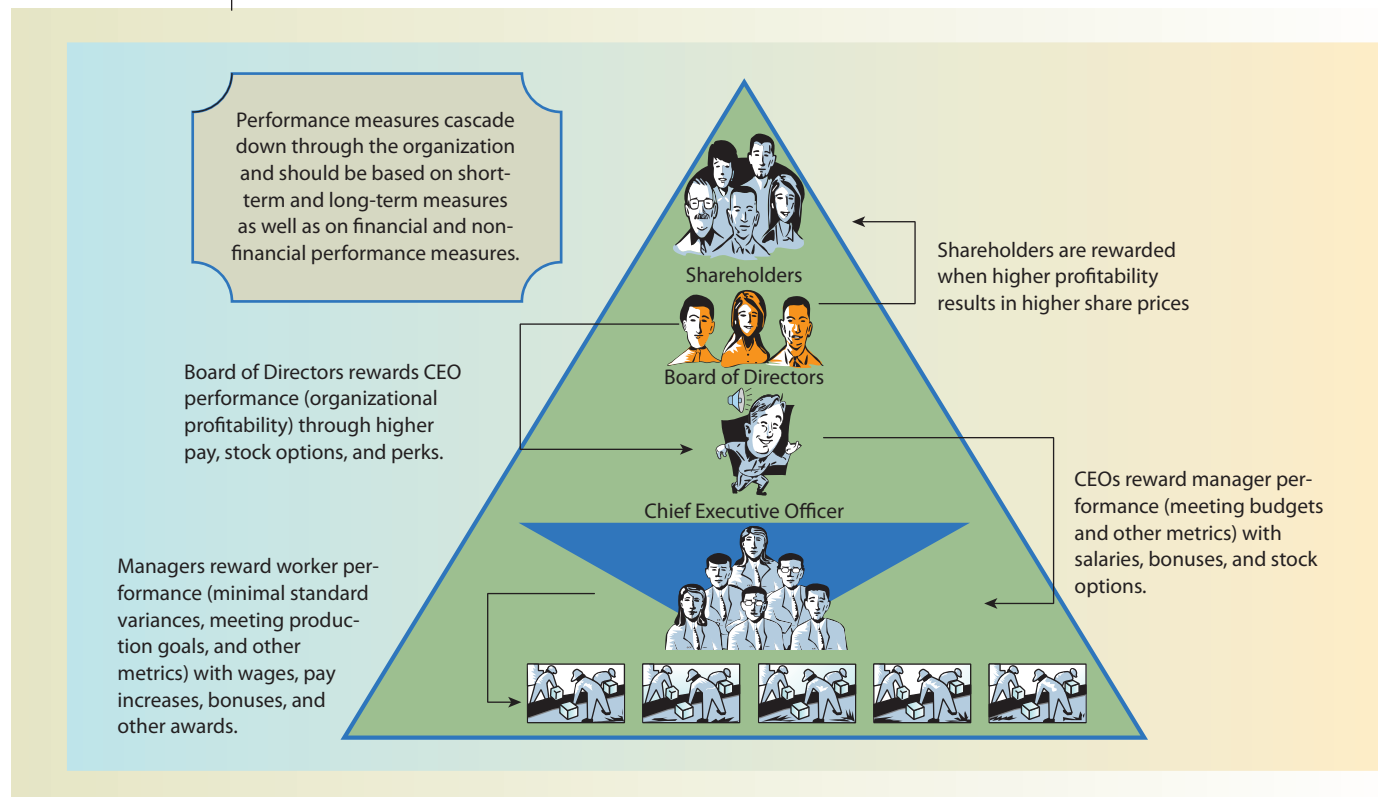 Performance measures cascade
down through the organization
and should be based on short-
term and long-term measures
as well as on financial and non-
financial performance measures.
Shareholders
Shareholders are rewarded
when higher profitability
results in higher share prices
Board of Directors
Board of Directors rewards CEO
performance (organizational
profitability) through higher
pay, stock options, and perks.
Chief Executive Officer
CEOs reward manager per-
formance (meeting budgets
and other metrics) with
salaries, bonuses, and stock
options.
Managers reward worker per-
formance (minimal standard
variances, meeting produc-
tion goals, and other
metrics) with wages, pay
increases, bonuses, and
other awards.